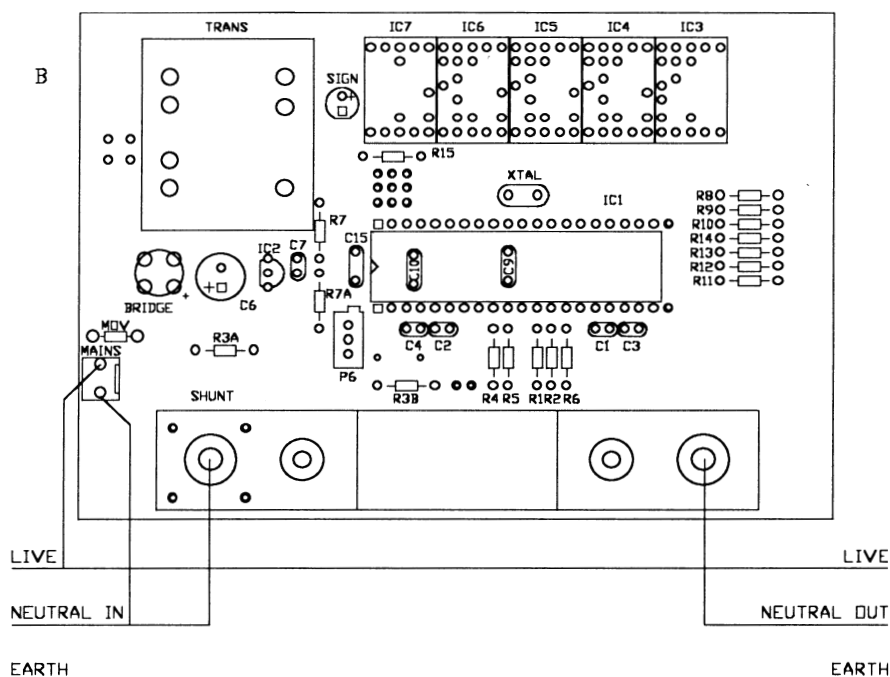 TRANS IC7 IC6 IC5 IC4 IC3
B
SIGN
+
R15
XTAL
IC1
R8
R9
R10
R14
R13
R12
R11
R7
C15
IC2
C7
C10
C9
BRIDGE
+
+
C6
R7A
MOV
R3A
MAINS
P6
C4 C2
C1 C3
SHUNT
R3B
R4 R5 R1 R2 R6
LIVE LIVE
NEUTRAL IN NEUTRAL OUT
EARTH EARTH